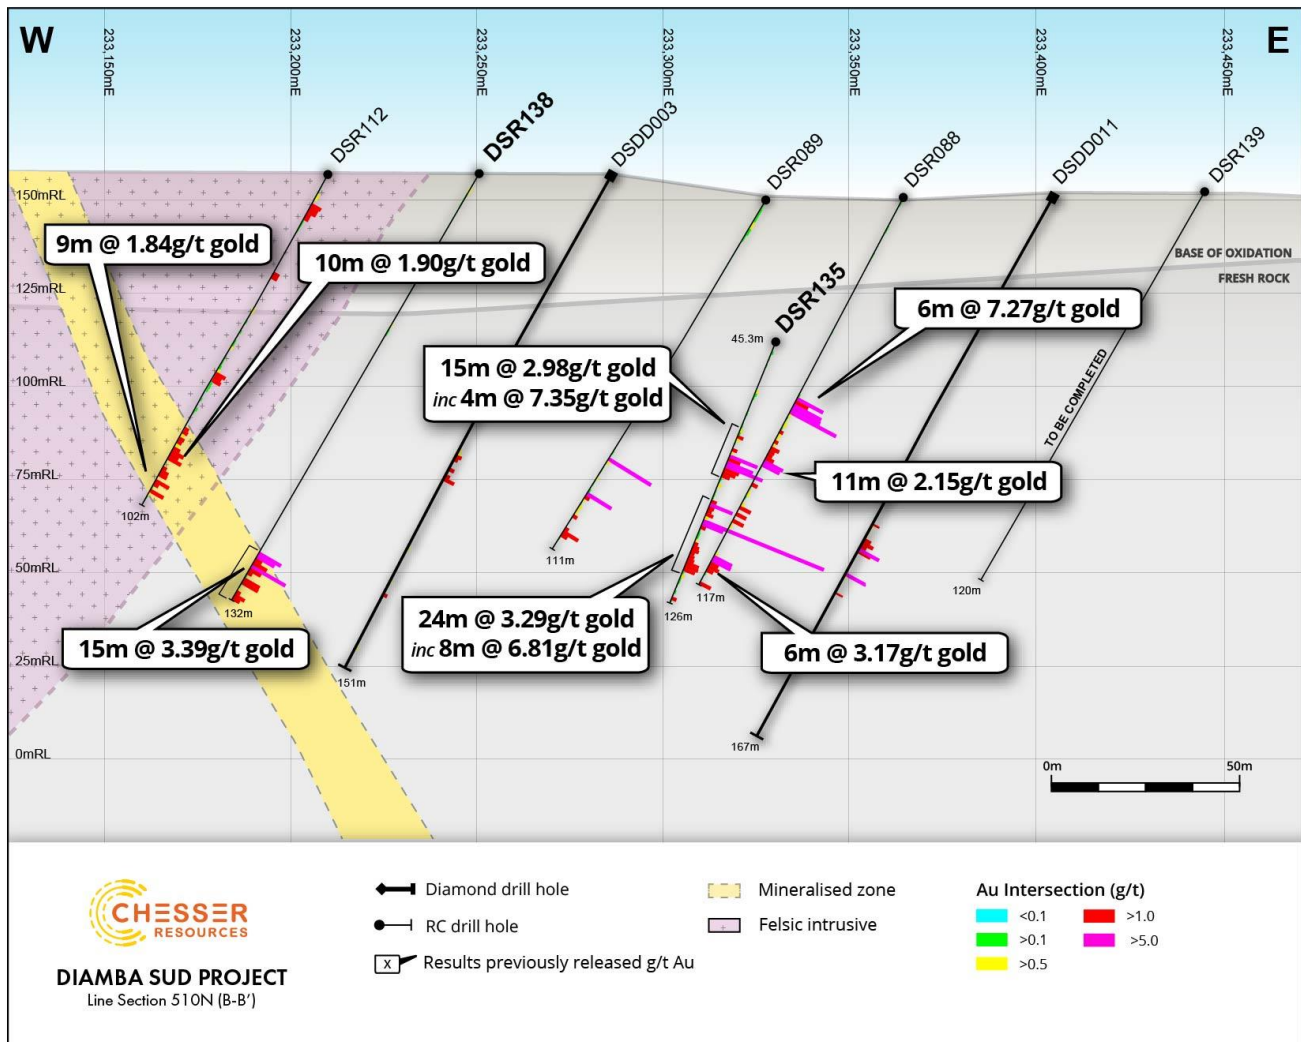 W
E
233,150mE
233,200mE
233,250mE
233,300mE
233,350mE
233,400mE
233,450mE
DSR112
DSR138
DSDD003
DSR089
DSR088
DSDD011
DSR139
150mRL
125mRL
100mRL
75mRL
50mRL
25mRL
0mRL
BASE OF OXIDATION
FRESH ROCK
9m @ 1.84g/t gold
10m @ 1.90g/t gold
6m @ 7.27g/t gold
DSR135
45.3m
15m @ 2.98g/t gold
inc 4m @ 7.35g/t gold
TO BE COMPLETED
11m @ 2.15g/t gold
102m
111m
132m
126m
117m
120m
15m @ 3.39g/t gold
24m @ 3.29g/t gold
inc 8m @ 6.81g/t gold
6m @ 3.17g/t gold
151m
167m
0m
50m
CHESSER
RESOURCES
DIAMBA SUD PROJECT
Line Section 510N (B-B’)
Diamond drill hole
RC drill hole
X
Results previously released g/t Au
Mineralised zone
Felsic intrusive
Au Intersection (g/t)
<0.1
>0.1
>0.5
>1.0
>5.0